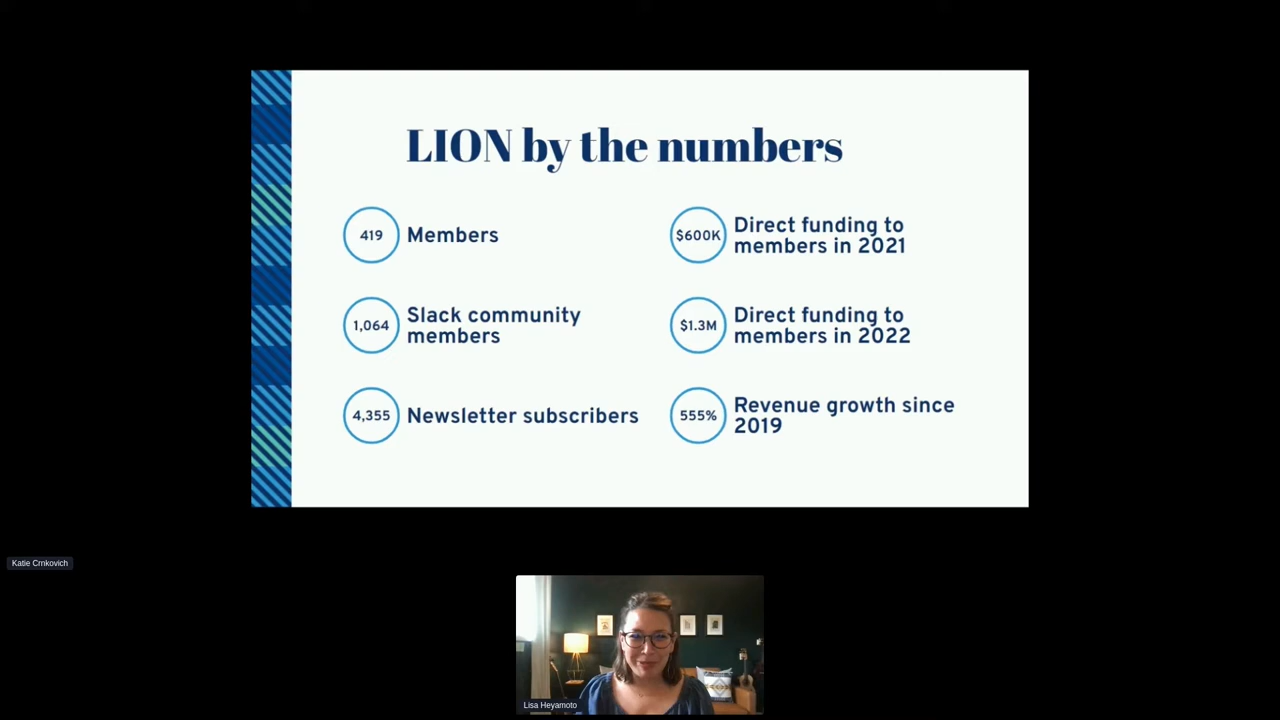 LION by the numbers
419
Members
1,064
Slack community
members
4,355
Newsletter subscribers
$600K
Direct funding to
members in 2021
$1.3M
Direct funding to
members in 2022
555%
Revenue growth since
2019
Katie Crnkovich
Lisa Heyamoto